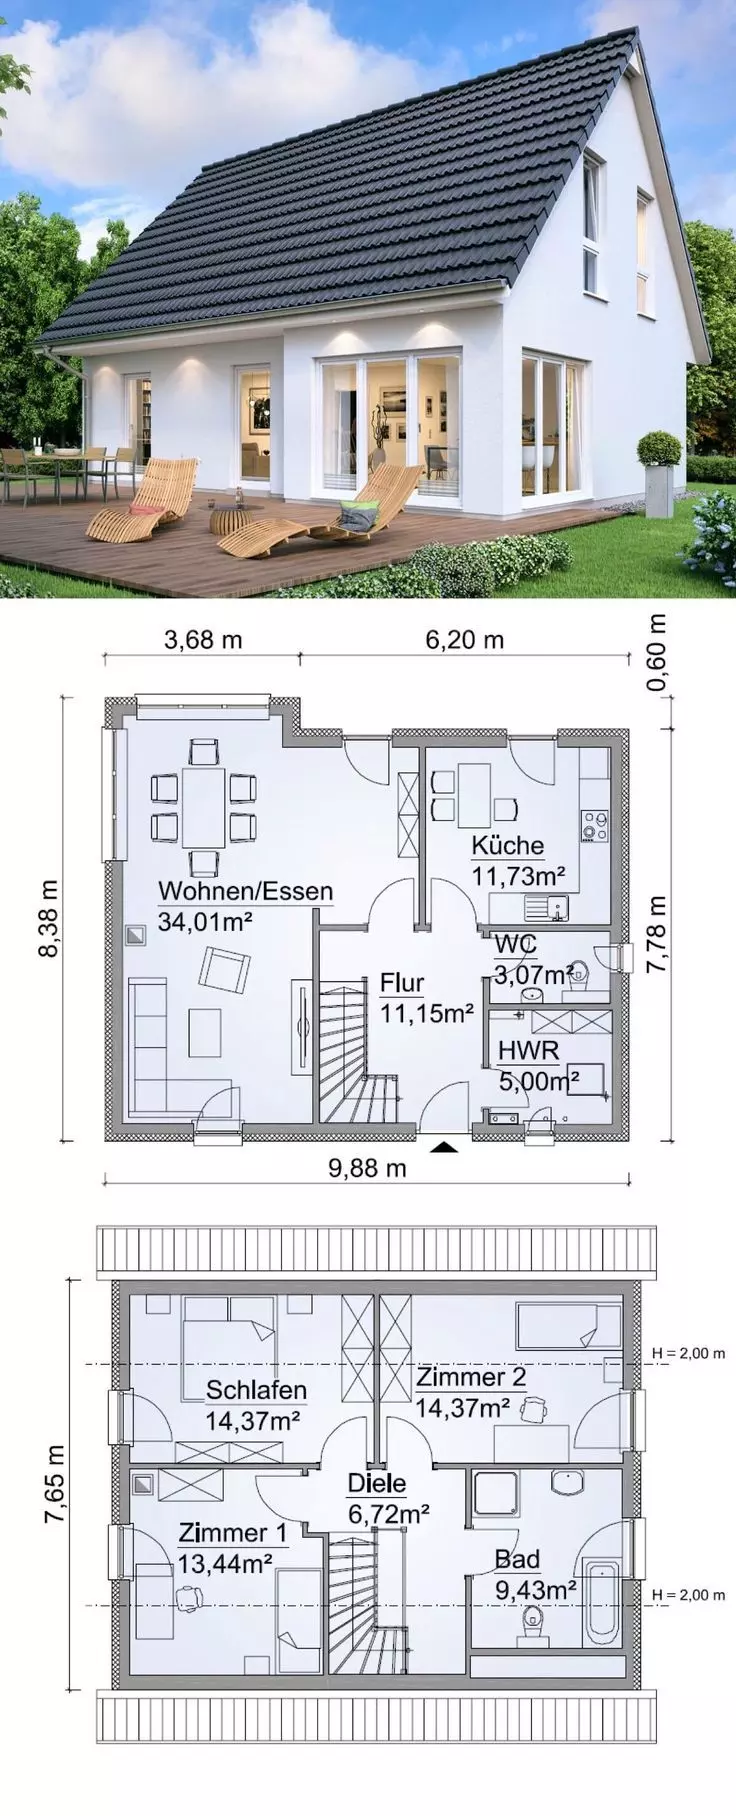 3,68 m
6,20 m
0,60 m
8,38 m
Küche
11,73m²
Wohnen/Essen
34,01m²
7,78 m
WC
3,07m²
Flur
11,15m²
HWR
5,00m²
9,88 m
H = 2,00 m
Zimmer 2
14,37m²
Schlafen
14,37m²
7,65 m
Diele
6,72m²
Zimmer 1
13,44m²
Bad
9,43m²
H = 2,00 m